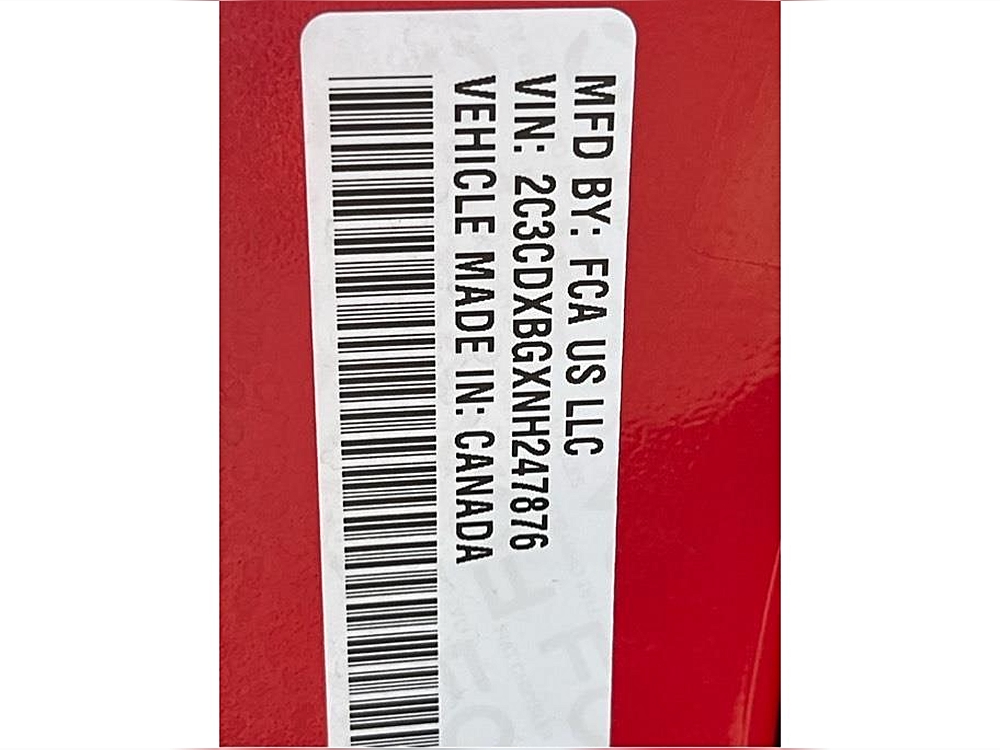 MFD BY: FCA US LLC
VIN: 2C3CDXBGXNH247876
VEHICLE MADE IN: CANADA